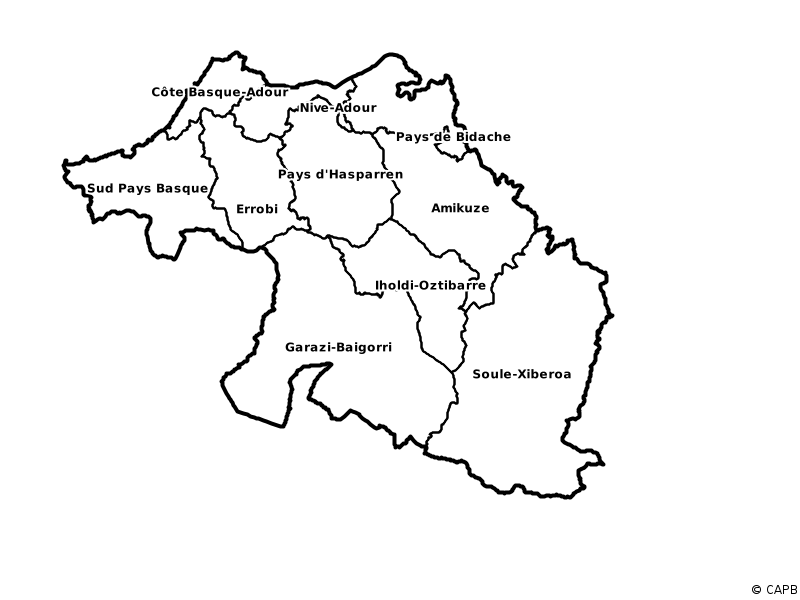 Côte Basque-Adour
Nive-Adour
Pays de Bidache
Pays d'Hasparren
Sud Pays Basque
Errobi
Amikuze
Iholdi-Oztibarre
Garazi-Baigorri
Soule-Xiberoa
© CAPB